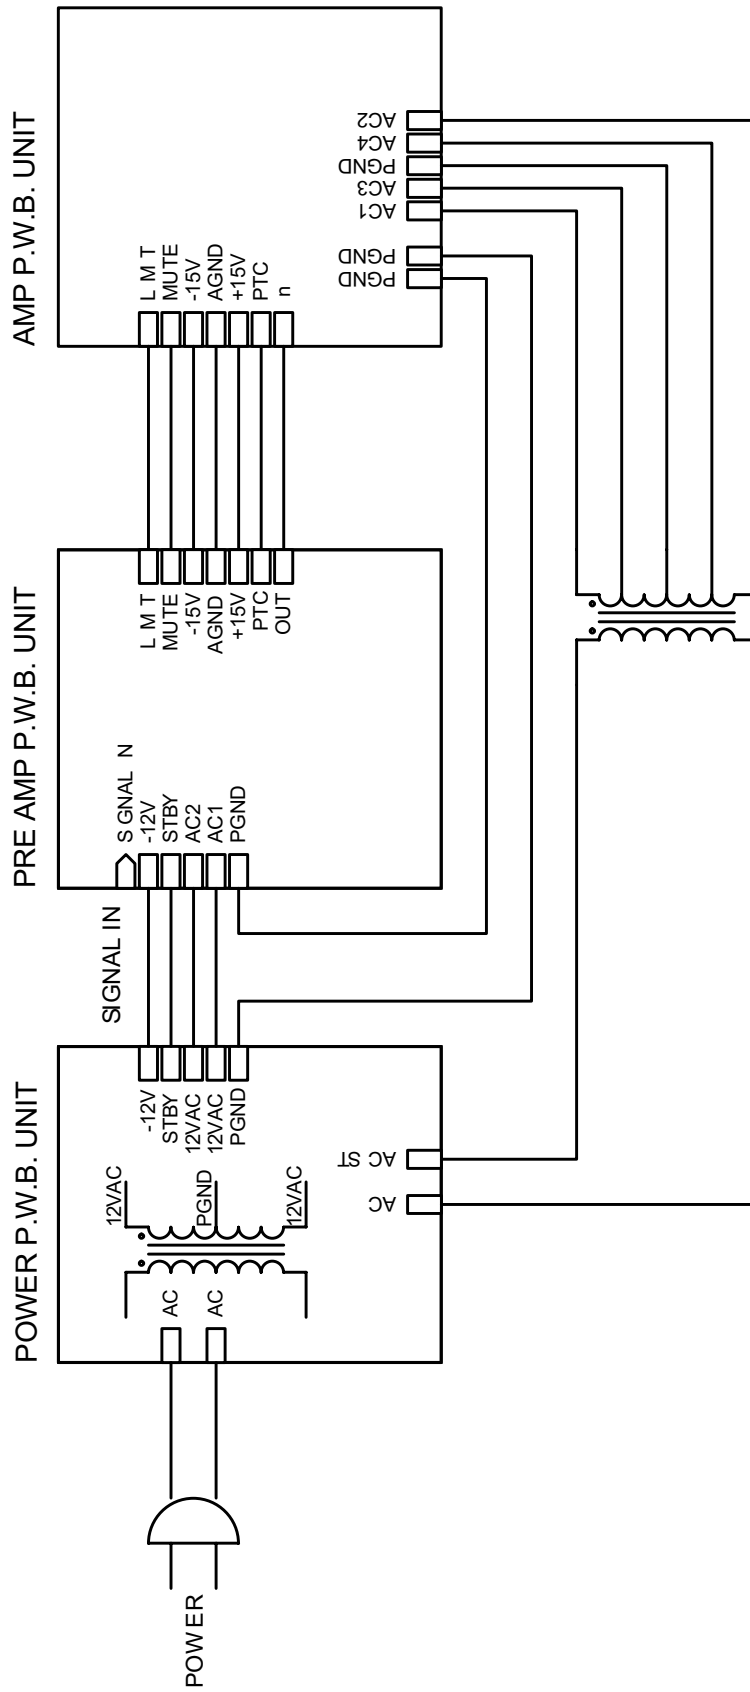 POWER P.W.B. UNIT
PRE AMP P.W.B. UNIT
AMP P.W.B. UNIT
POWER
AC
AC
12VAC
PGND
12VAC
-12V
STBY
12VAC
12VAC
PGND
AC
AC ST
SIGNAL IN
S GNAL N
-12V
STBY
AC2
AC1
PGND
L M T
MUTE
-15V
AGND
+15V
PTC
OUT
L M T
MUTE
-15V
AGND
+15V
PTC
n
PGND
PGND
AC1
AC3
PGND
AC4
AC2